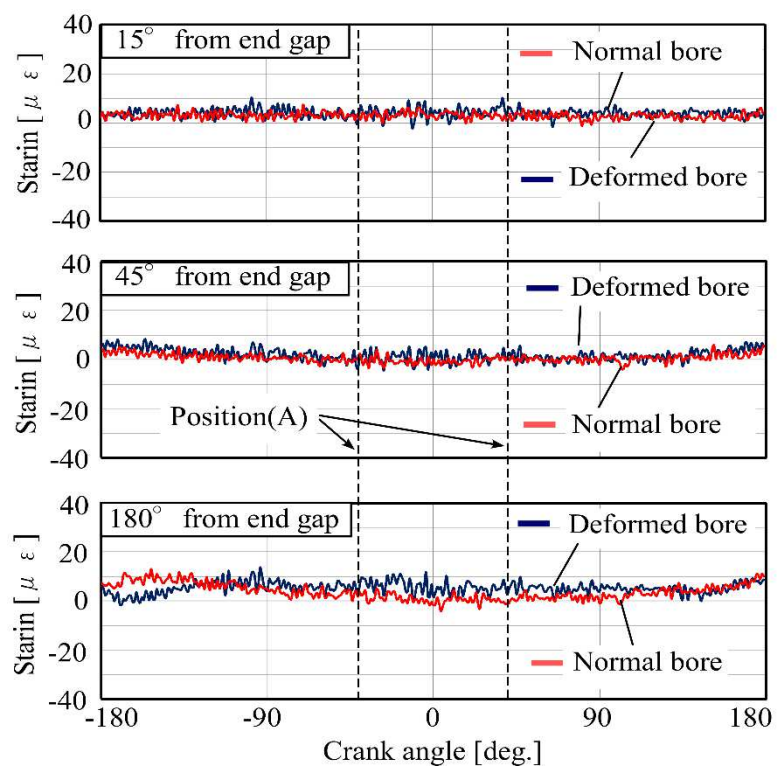 15° from end gap
Normal bore
Deformed bore
40
20
0
-20
-40
Starin [ μ ε ]
45° from end gap
Deformed bore
Position(A)
Normal bore
40
20
0
-20
-40
Starin [ μ ε ]
180° from end gap
Deformed bore
Normal bore
40
20
0
-20
-40
Starin [ μ ε ]
-180 -90 0 90 180
Crank angle [deg.]